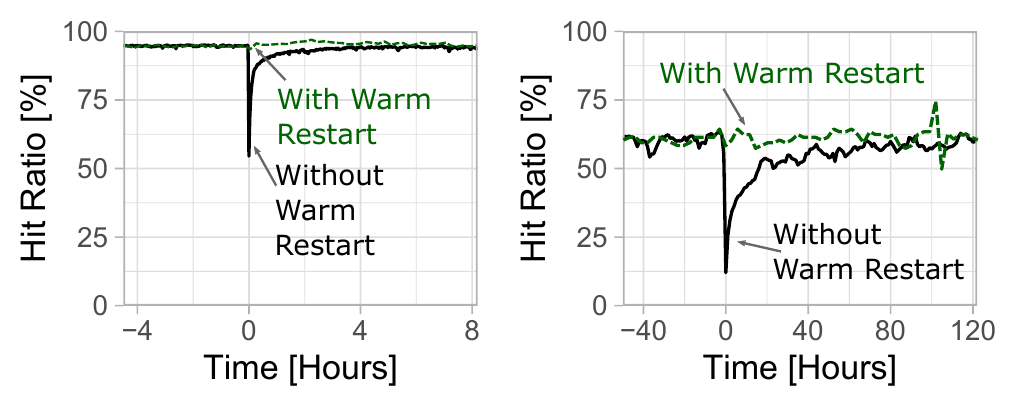 100
75
50
25
0
Hit Ratio [%]
With Warm
Restart
Without
Warm
Restart
−4
0
4
8
Time [Hours]
100
75
50
25
0
Hit Ratio [%]
With Warm Restart
Without
Warm Restart
−40
0
40
80
120
Time [Hours]